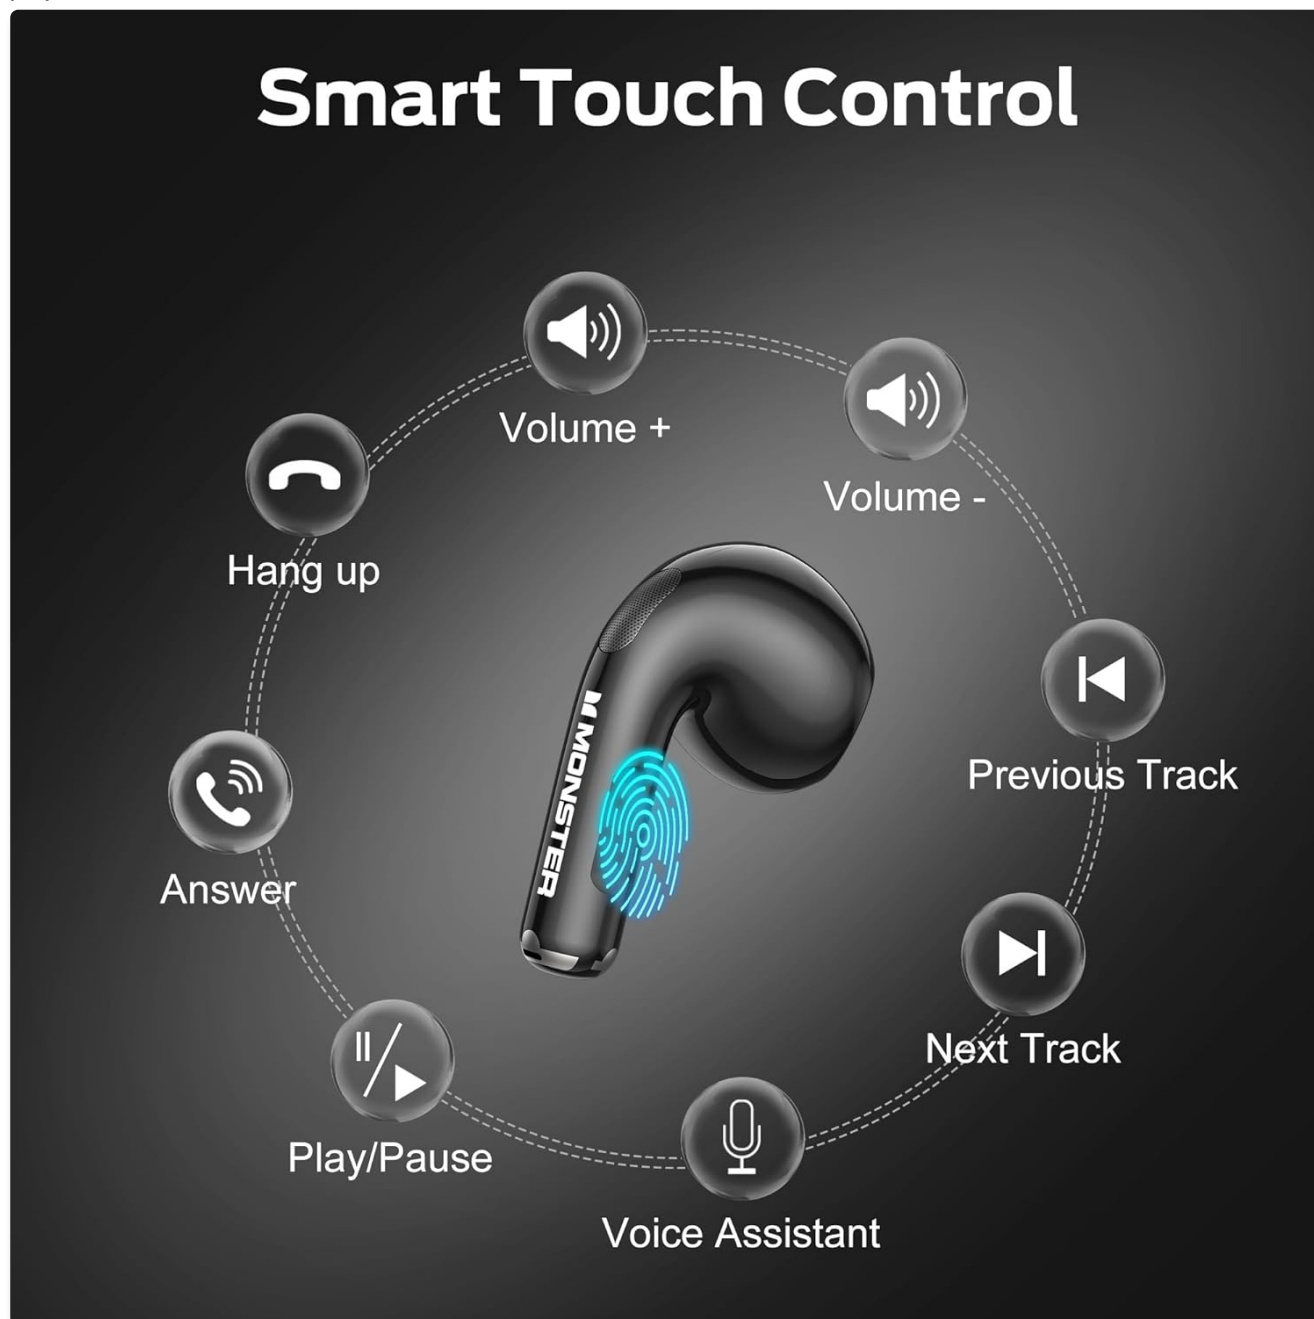 Smart Touch Control
Volume +
Volume -
Hang up
MONSTER
Previous Track
Answer
Next Track
Play/Pause
Voice Assistant